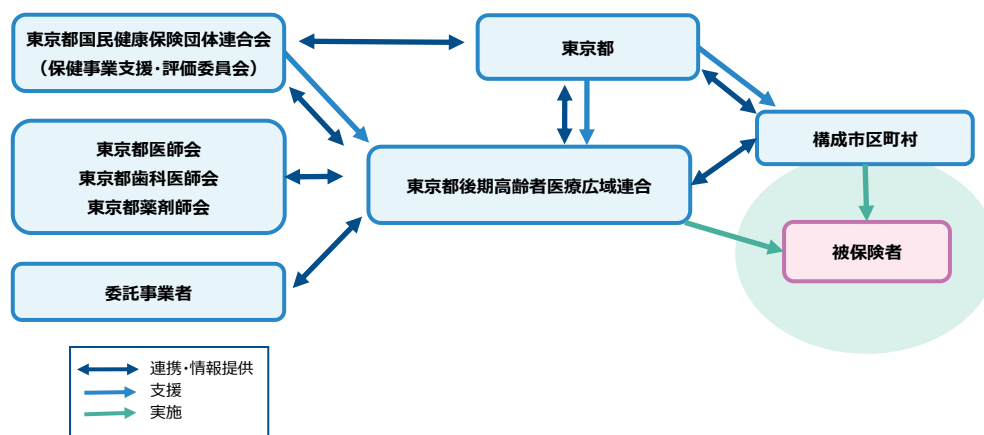 東京都国民健康保険団体連合会
（保健事業支援・評価委員会）
東京都
構成市区町村
東京都医師会
東京都歯科医師会
東京都薬剤師会
東京都後期高齢者医療広域連合
被保険者
委託事業者
連携・情報提供
支援
実施